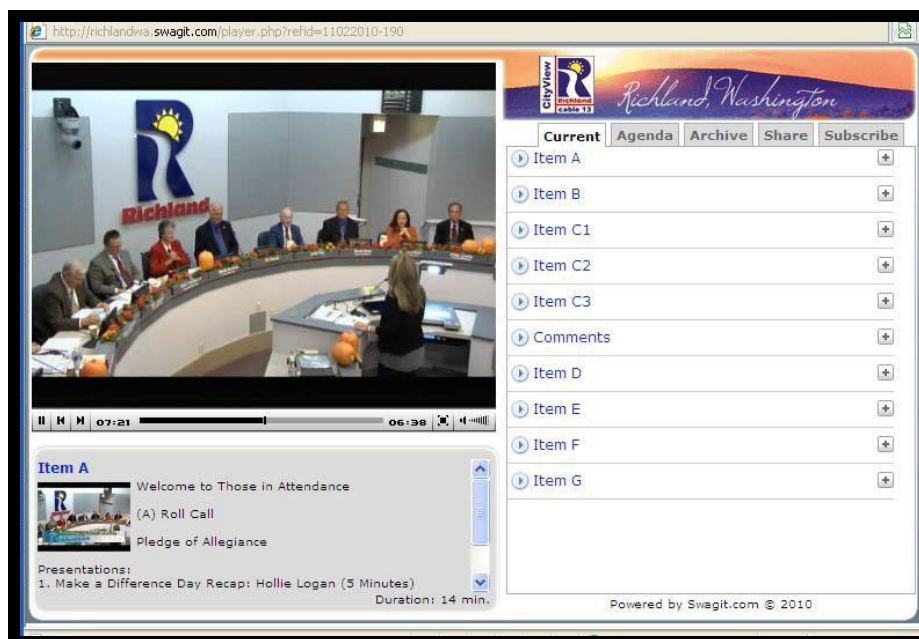 http://richlandwa.swagit.com/player.php?refid=11022010-190
Richland
07:21
06:38
Item A
Welcome to Those in Attendance
(A) Roll Call
Pledge of Allegiance
Presentations:
1. Make a Difference Day Recap: Hollie Logan (5 Minutes)
Duration: 14 min.
CityView
Richland
cable 13
Richland, Washington
Current Agenda Archive Share Subscribe
Item A
Item B
Item C1
Item C2
Item C3
Comments
Item D
Item E
Item F
Item G
Powered by Swagit.com © 2010